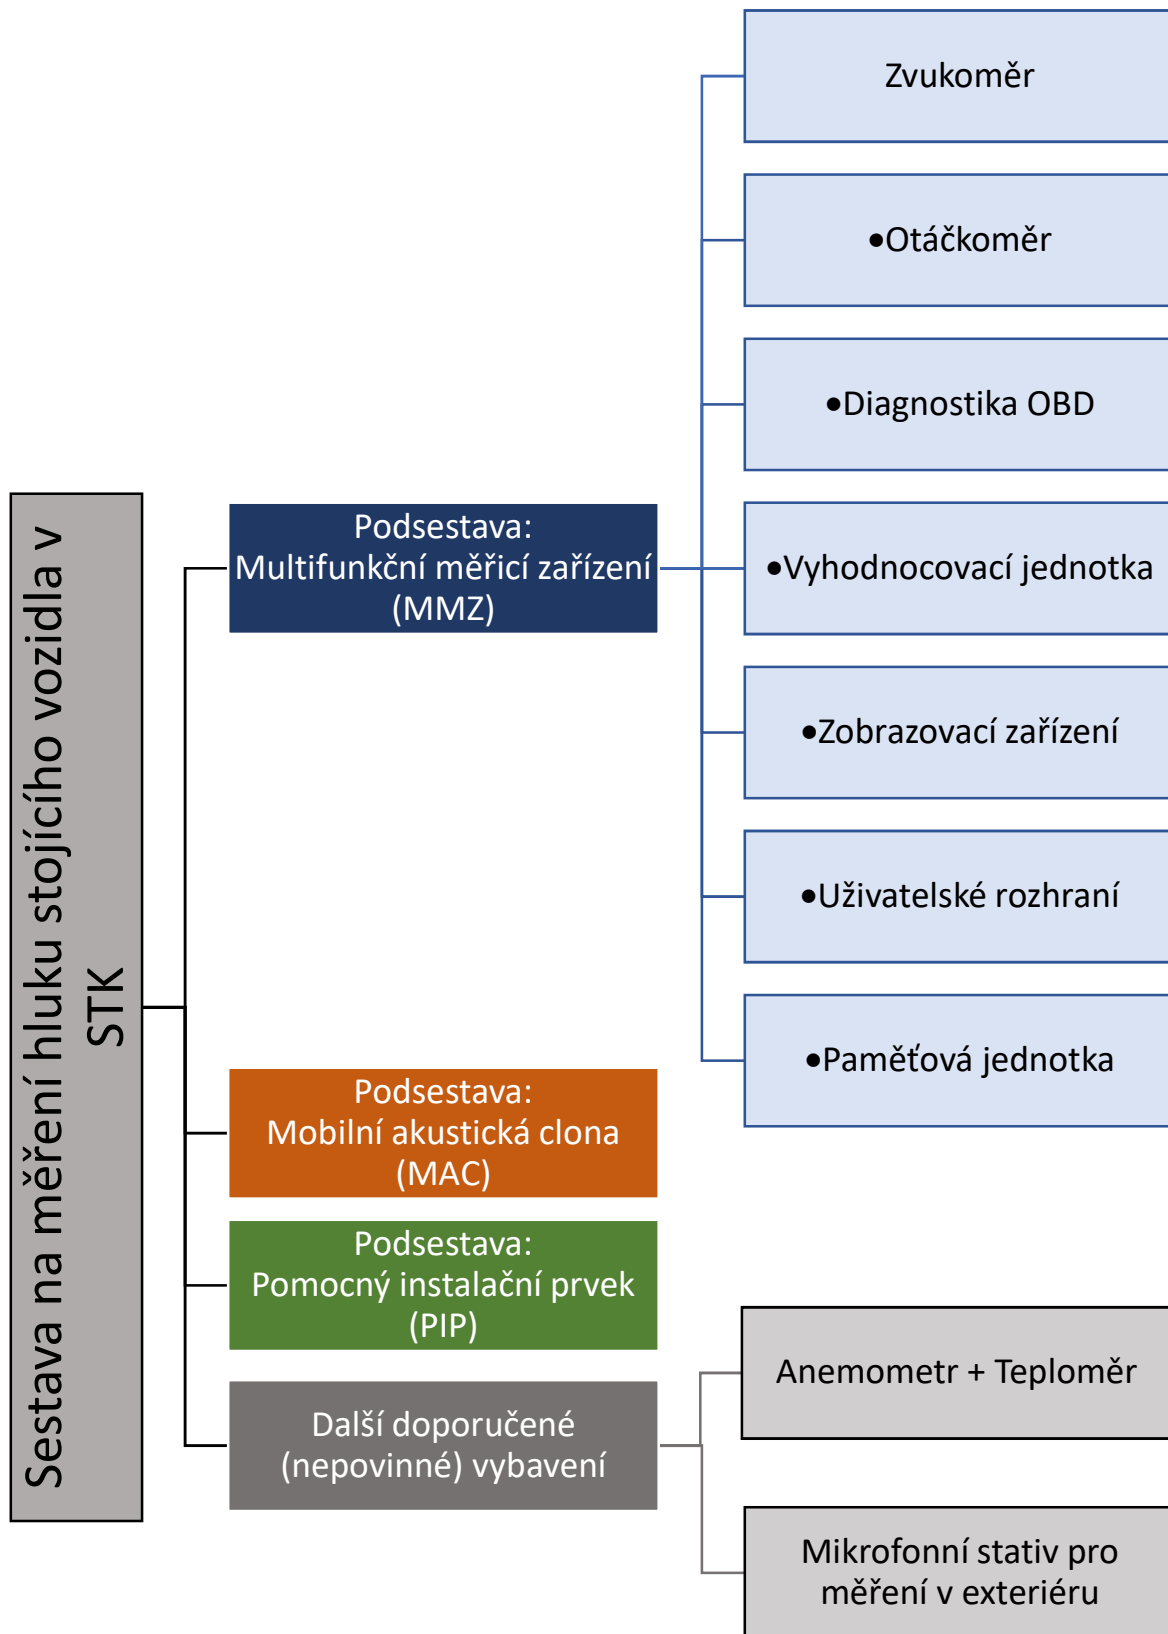 Sestava na měření hluku stojícího vozidla v
STK
Podsestava:
Multifunkční měřicí zařízení
(MMZ)
Zvukoměr
•Otáčkoměr
•Diagnostika OBD
•Vyhodnocovací jednotka
•Zobrazovací zařízení
•Uživatelské rozhraní
•Paměťová jednotka
Podsestava:
Mobilní akustická clona
(MAC)
Podsestava:
Pomocný instalační prvek
(PIP)
Další doporučené
(nepovinné) vybavení
Anemometr + Teploměr
Mikrofonní stativ pro
měření v exteriéru